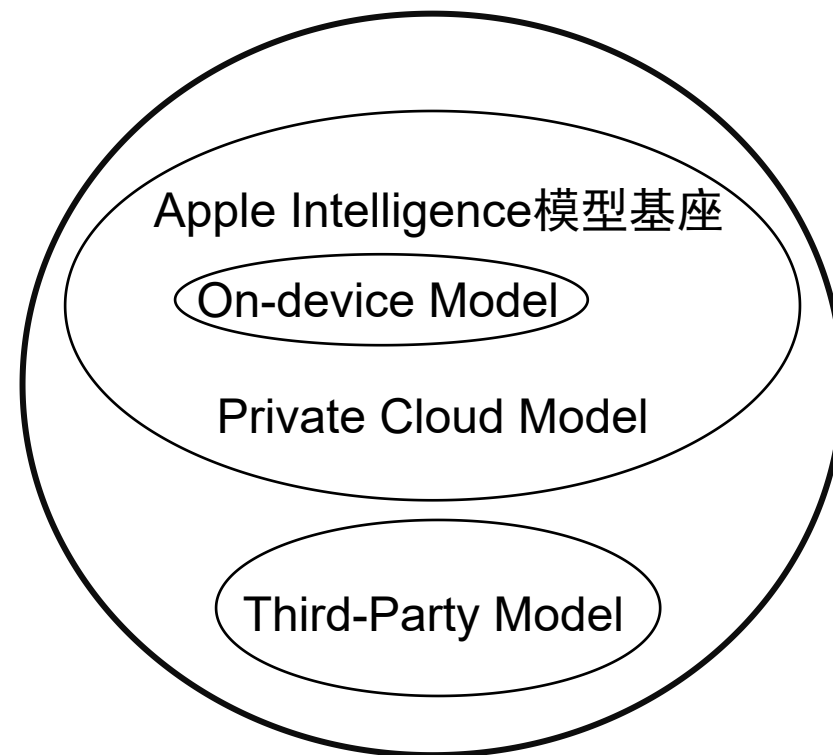 Apple Intelligence模型基座
On-device Model
Private Cloud Model
Third-Party Model